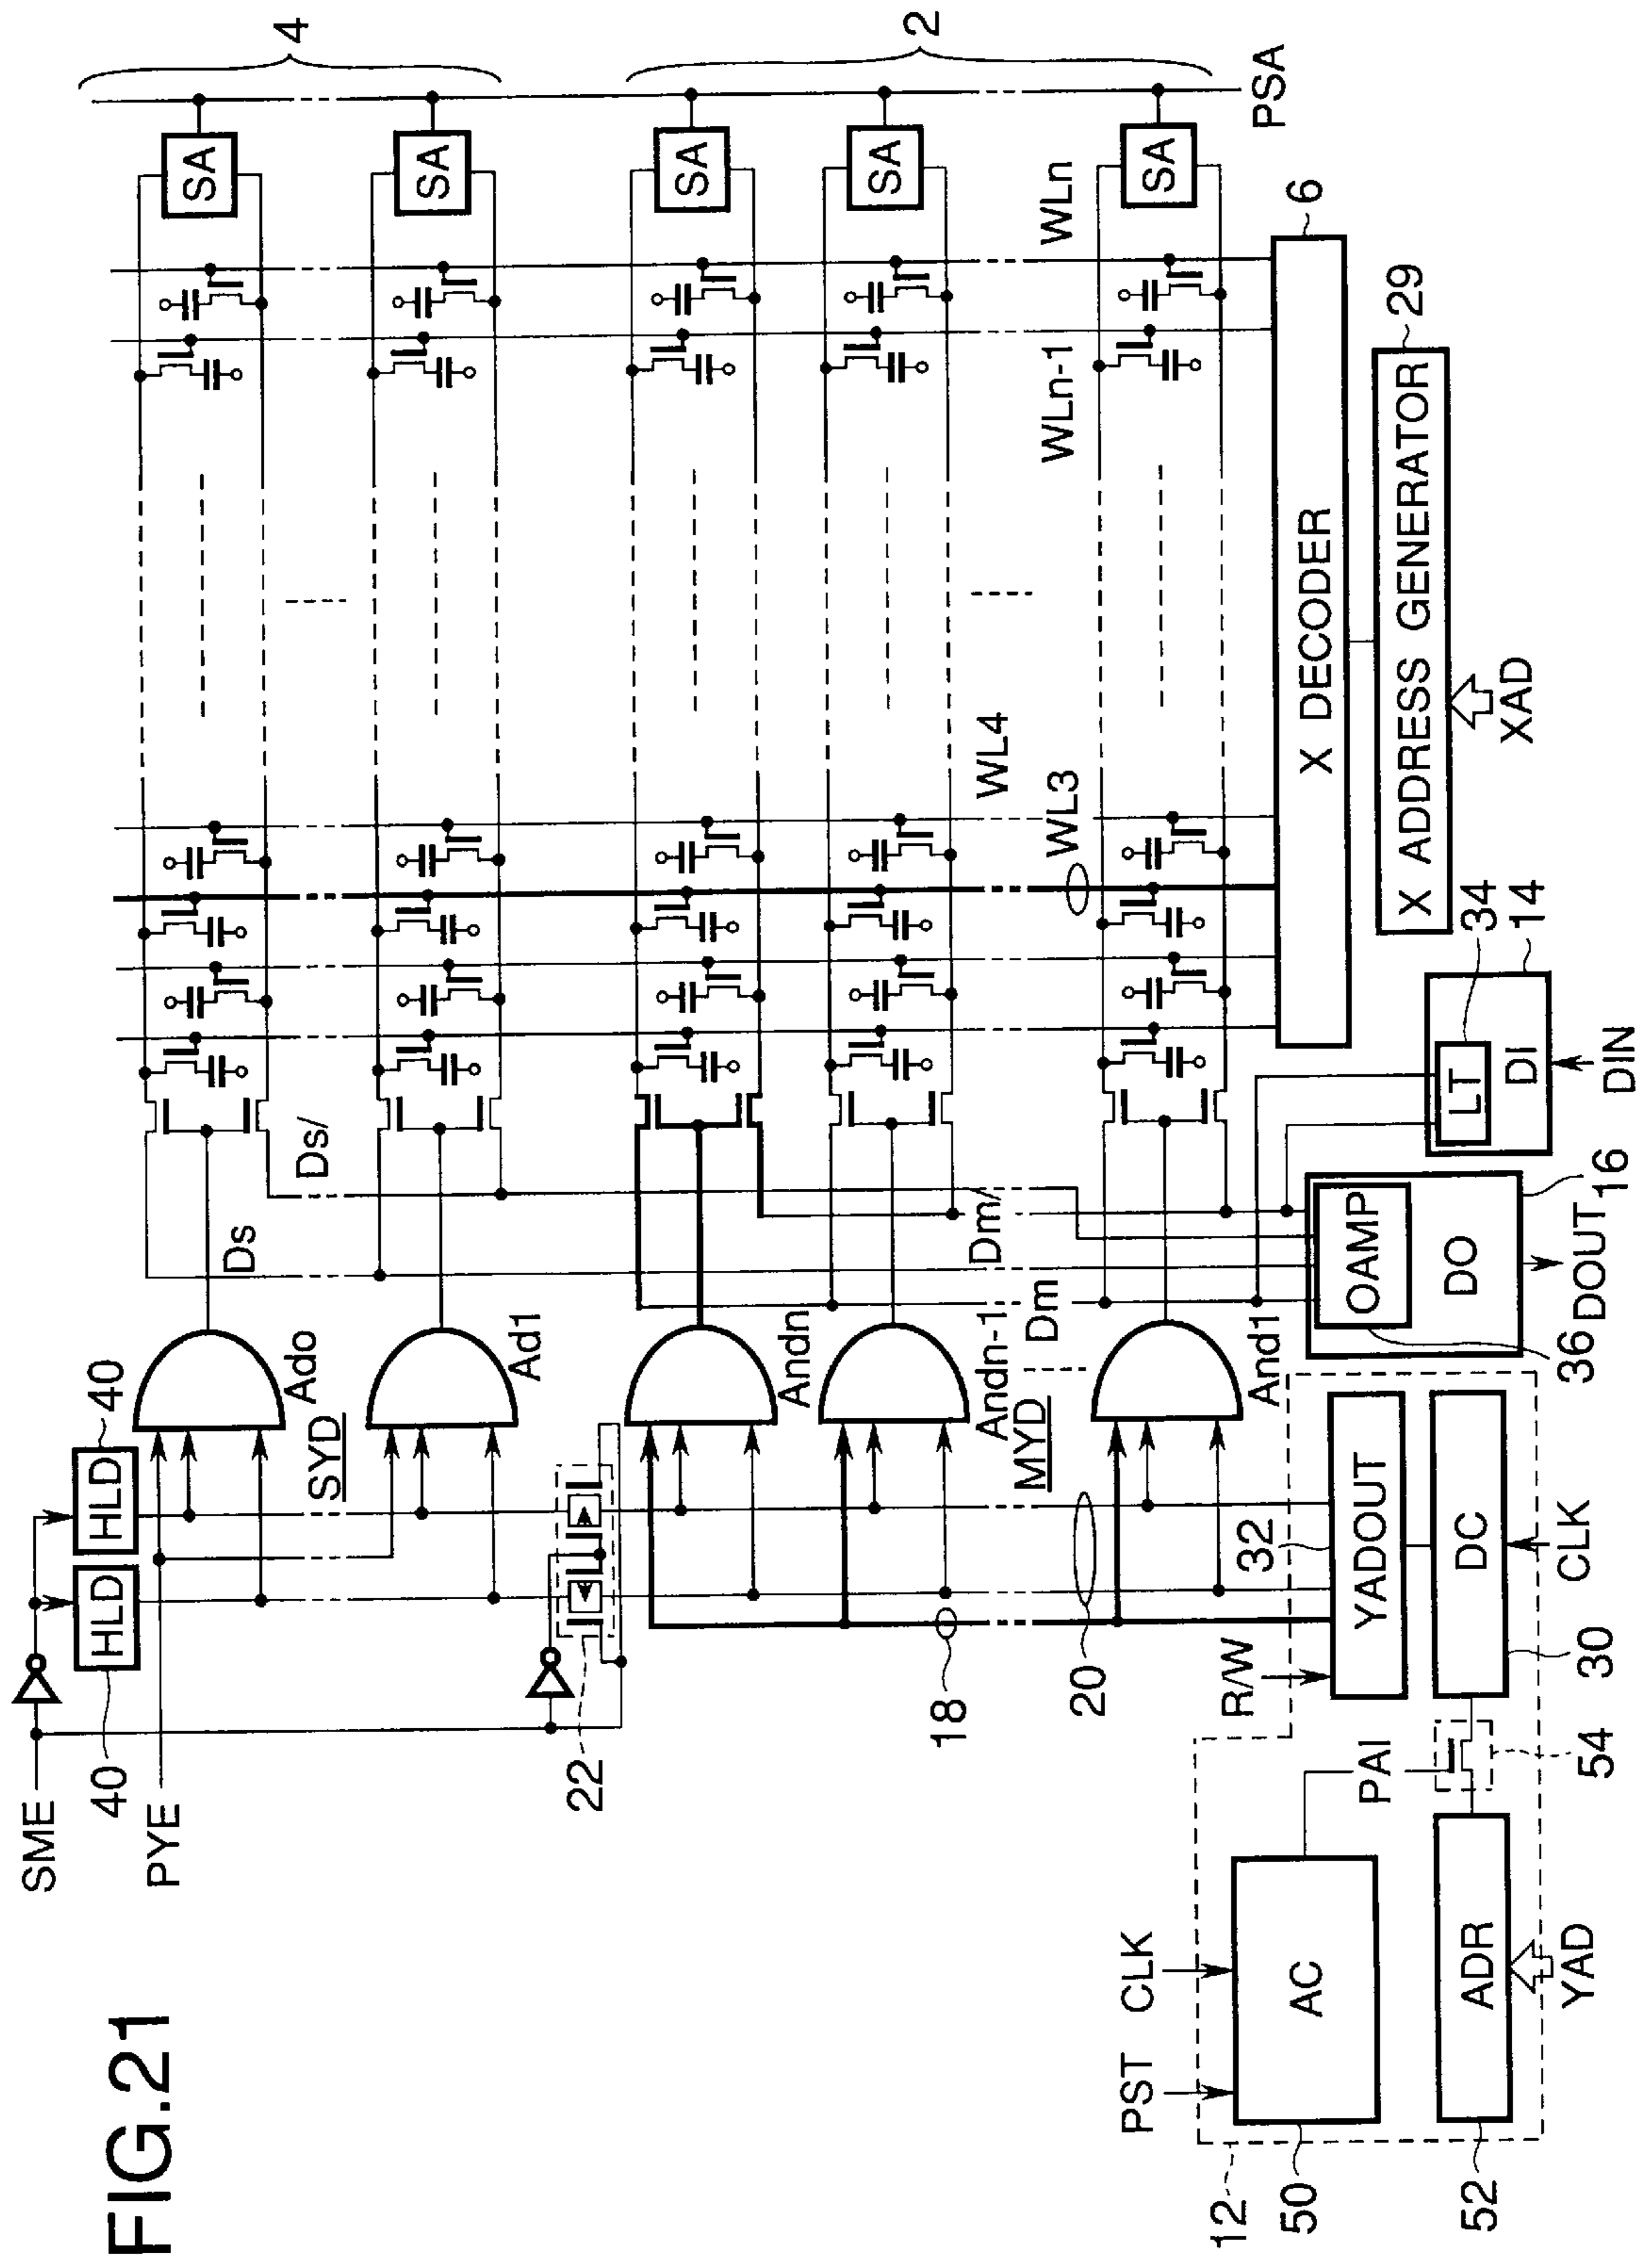 FIG.21
SME
PYE
40
HLD
HLD
40
SYD
Ado
Ad1
Andn
Andn-1
MYD
And1
22
18
20
Ds
Ds/
Dm
Dm/
SA
SA
SA
SA
SA
4
2
PSA
WLn
WLn-1
WL4
WL3
X DECODER
6
X ADDRESS GENERATOR
29
XAD
LT
34
DI
14
DIN
OAMP
36
DO
16
DOUT
R/W
32
YADOUT
DC
30
CLK
PAI
54
PST
CLK
AC
50
ADR
52
YAD
12